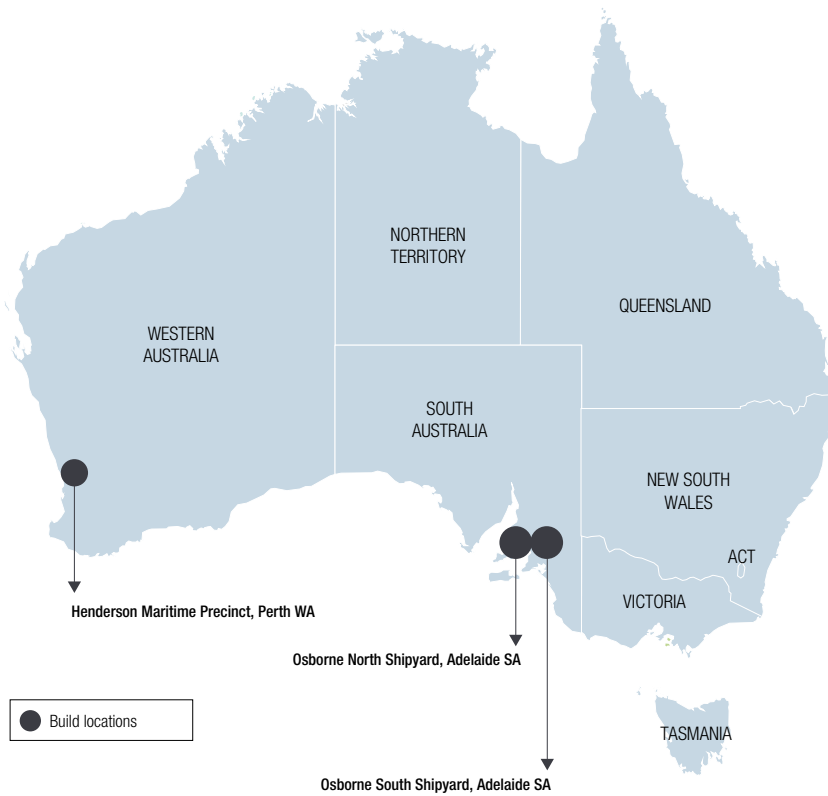 NORTHERN
TERRITORY
QUEENSLAND
WESTERN
AUSTRALIA
SOUTH
AUSTRALIA
NEW SOUTH
WALES
ACT
VICTORIA
Henderson Maritime Precinct, Perth WA
Osborne North Shipyard, Adelaide SA
Build locations
TASMANIA
Osborne South Shipyard, Adelaide SA